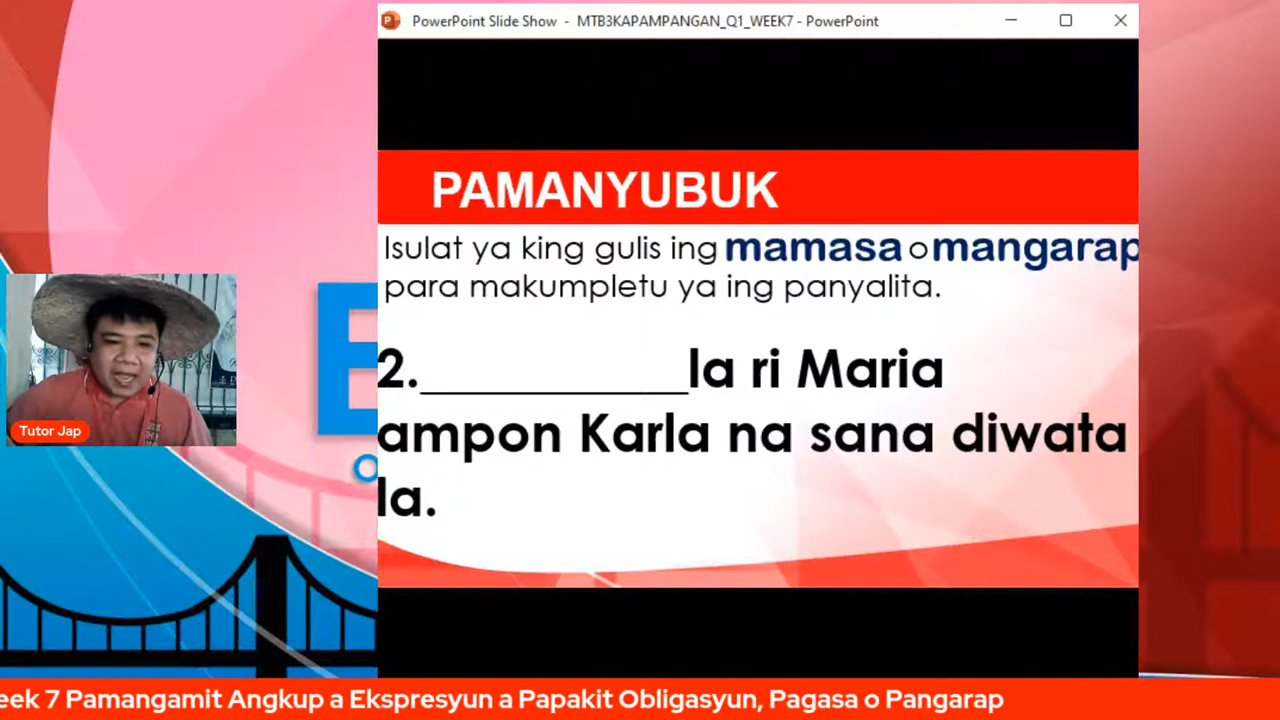 PowerPoint Slide Show - MTB3KAPAMPANGAN_Q1_WEEK7 - PowerPoint
PAMANYUBUK
Isulat ya king gulis ing mamasa o mangarap
para makumpletu ya ing panyalita.
2.____________la ri Maria
ampon Karla na sana diwata
la.
Tutor Jap
eek 7 Pamangamit Angkup a Ekspresyun a Papakit Obligasyun, Pagasa o Pangarap